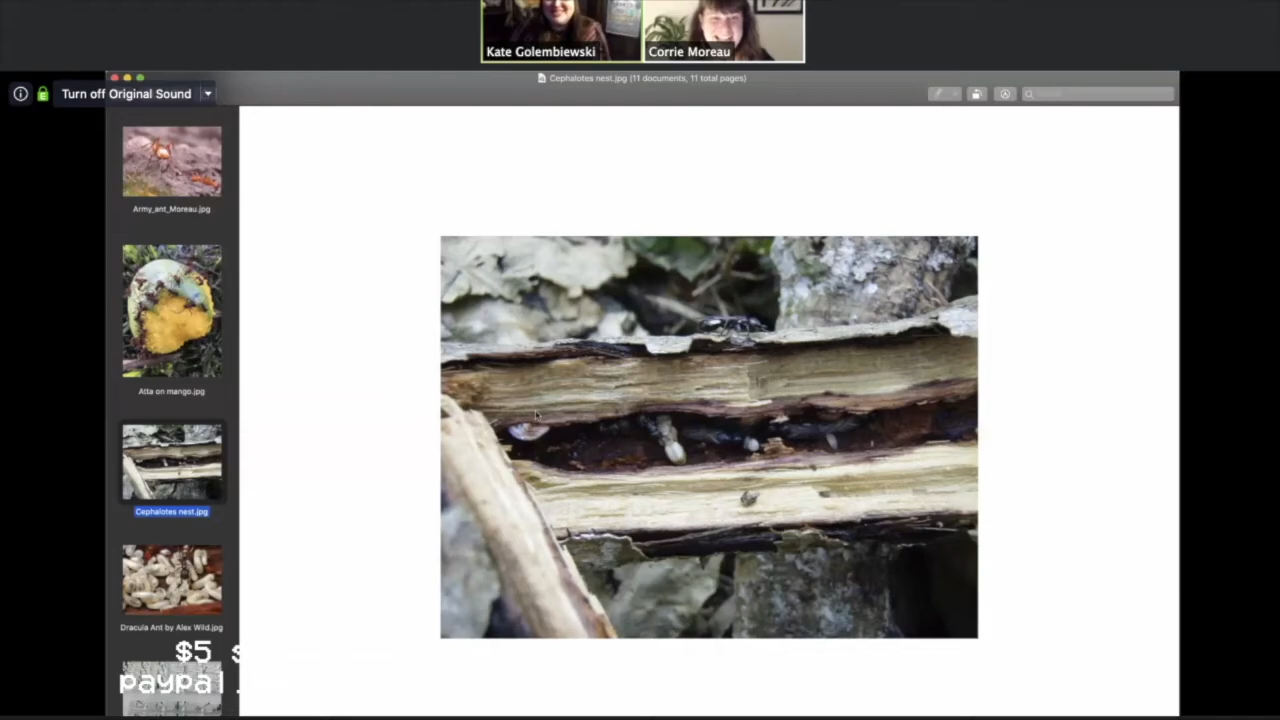 Kate Golembiewski
Corrie Moreau
Cephalotes nest.jpg (11 documents, 11 total pages)
Turn off Original Sound
Army_ant_Moreau.jpg
Atta on mango.jpg
Cephalotes nest.jpg
Dracula Ant by Alex Wild.jpg
$5
paypal.